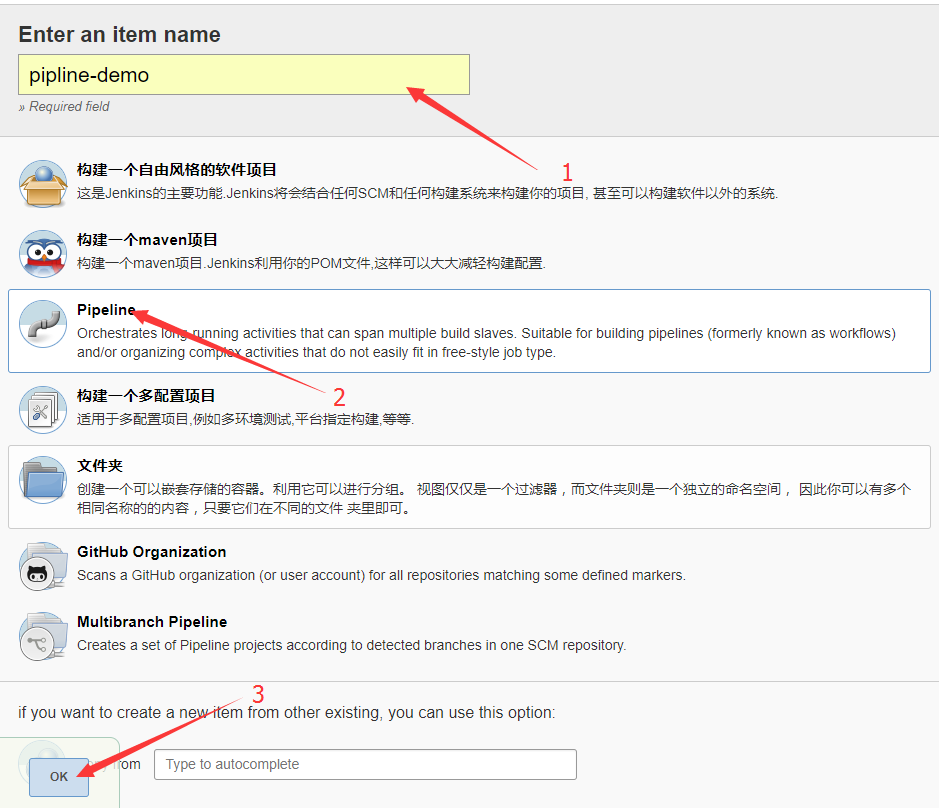 Enter an item name
pipline-demo
» Required field
1
构建一个自由风格的软件项目
这是Jenkins的主要功能.Jenkins将会结合任何SCM和任何构建系统来构建你的项目, 甚至可以构建软件以外的系统.
构建一个maven项目
构建一个maven项目.Jenkins利用你的POM文件,这样可以大大减轻构建配置.
Pipeline
Orchestrates long-running activities that can span multiple build slaves. Suitable for building pipelines (formerly known as workflows)
and/or organizing complex activities that do not easily fit in free-style job type.
2
构建一个多配置项目
适用于多配置项目,例如多环境测试,平台指定构建,等等.
文件夹
创建一个可以嵌套存储的容器。利用它可以进行分组。 视图仅仅是一个过滤器，而文件夹则是一个独立的命名空间， 因此你可以有多个
相同名称的的内容，只要它们在不同的文件 夹里即可。
GitHub Organization
Scans a GitHub organization (or user account) for all repositories matching some defined markers.
Multibranch Pipeline
Creates a set of Pipeline projects according to detected branches in one SCM repository.
3
if you want to create a new item from other existing, you can use this option:
OK
Type to autocomplete